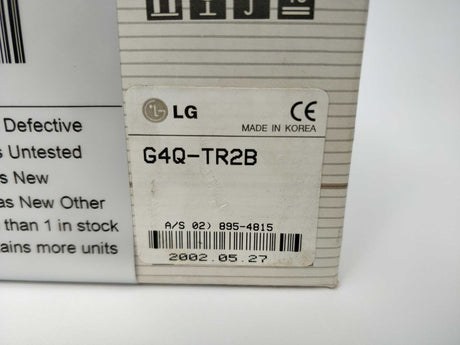 LG
CE
MADE IN KOREA
G4Q-TR2B
A/S 02) 895-4815
2002.05.27
Defective
s Untested
s New
as New Other
than 1 in stock
ains more units